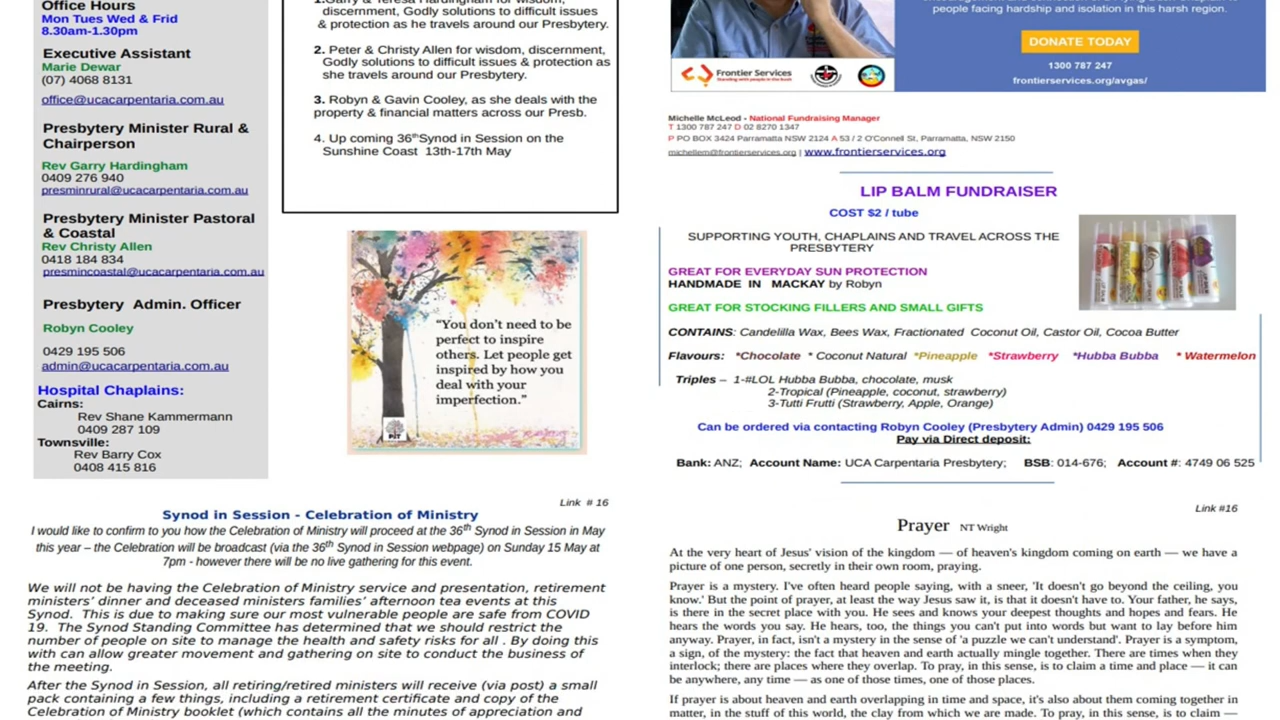 Office Hours
Mon Tues Wed & Frid
8.30am-1.30pm
Executive Assistant
Marie Dewar
(07) 4068 8131
office@ucacarpentaria.com.au
Presbytery Minister Rural &
Chairperson
Rev Garry Hardingham
0409 276 940
presminrural@ucacarpentaria.com.au
Presbytery Minister Pastoral
& Coastal
Rev Christy Allen
0418 184 834
presmincoastal@ucacarpentaria.com.au
Presbytery Admin. Officer
Robyn Cooley
0429 195 506
admin@ucacarpentaria.com.au
Hospital Chaplains:
Cairns:
Rev Shane Kammermann
0409 287 109
Townsville:
Rev Barry Cox
0408 415 816
1.Garry & Teresa Hardingham for wisdom,
discernment, Godly solutions to difficult issues
& protection as he travels around our Presbytery.
2. Peter & Christy Allen for wisdom, discernment,
Godly solutions to difficult issues & protection as
she travels around our Presbytery.
3. Robyn & Gavin Cooley, as she deals with the
property & financial matters across our Presb.
4. Up coming 36thSynod in Session on the
Sunshine Coast 13th-17th May
“You don’t need to be
perfect to inspire
others. Let people get
inspired by how you
deal with your
imperfection.”
PIT
Link # 16
Synod in Session - Celebration of Ministry
I would like to confirm to you how the Celebration of Ministry will proceed at the 36th Synod in Session in May
this year – the Celebration will be broadcast (via the 36th Synod in Session webpage) on Sunday 15 May at
7pm - however there will be no live gathering for this event.
We will not be having the Celebration of Ministry service and presentation, retirement
ministers’ dinner and deceased ministers families’ afternoon tea events at this
Synod. This is due to making sure our most vulnerable people are safe from COVID
19. The Synod Standing Committee has determined that we should restrict the
number of people on site to manage the health and safety risks for all . By doing this
with can allow greater movement and gathering on site to conduct the business of
the meeting.
After the Synod in Session, all retiring/retired ministers will receive (via post) a small
pack containing a few things, including a retirement certificate and copy of the
Celebration of Ministry booklet (which contains all the minutes of appreciation and
people facing hardship and isolation in this harsh region.
DONATE TODAY
1300 787 247
frontierservices.org/avgas/
Frontier Services
Standing with people in the bush
Michelle McLeod - National Fundraising Manager
T 1300 787 247 D 02 8270 1347
P PO BOX 3424 Parramatta NSW 2124 A 53 / 2 O'Connell St, Parramatta, NSW 2150
michellem@frontierservices.org | www.frontierservices.org
LIP BALM FUNDRAISER
COST $2 / tube
SUPPORTING YOUTH, CHAPLAINS AND TRAVEL ACROSS THE
PRESBYTERY
GREAT FOR EVERYDAY SUN PROTECTION
HANDMADE IN MACKAY by Robyn
GREAT FOR STOCKING FILLERS AND SMALL GIFTS
CONTAINS: Candelilla Wax, Bees Wax, Fractionated Coconut Oil, Castor Oil, Cocoa Butter
Flavours: *Chocolate * Coconut Natural *Pineapple *Strawberry *Hubba Bubba * Watermelon
Triples – 1-#LOL Hubba Bubba, chocolate, musk
2-Tropical (Pineapple, coconut, strawberry)
3-Tutti Frutti (Strawberry, Apple, Orange)
Can be ordered via contacting Robyn Cooley (Presbytery Admin) 0429 195 506
Pay via Direct deposit:
Bank: ANZ; Account Name: UCA Carpentaria Presbytery; BSB: 014-676; Account #: 4749 06 525
Link #16
Prayer NT Wright
At the very heart of Jesus' vision of the kingdom — of heaven's kingdom coming on earth — we have a
picture of one person, secretly in their own room, praying.
Prayer is a mystery. I've often heard people saying, with a sneer, 'It doesn't go beyond the ceiling, you
know.' But the point of prayer, at least the way Jesus saw it, is that it doesn't have to. Your father, he says,
is there in the secret place with you. He sees and knows your deepest thoughts and hopes and fears. He
hears the words you say. He hears, too, the things you can't put into words but want to lay before him
anyway. Prayer, in fact, isn't a mystery in the sense of 'a puzzle we can't understand'. Prayer is a symptom,
a sign, of the mystery: the fact that heaven and earth actually mingle together. There are times when they
interlock; there are places where they overlap. To pray, in this sense, is to claim a time and place — it can
be anywhere, any time — as one of those times, one of those places.
If prayer is about heaven and earth overlapping in time and space, it's also about them coming together in
matter, in the stuff of this world, the clay from which we are made. To pray, in this sense, is to claim —